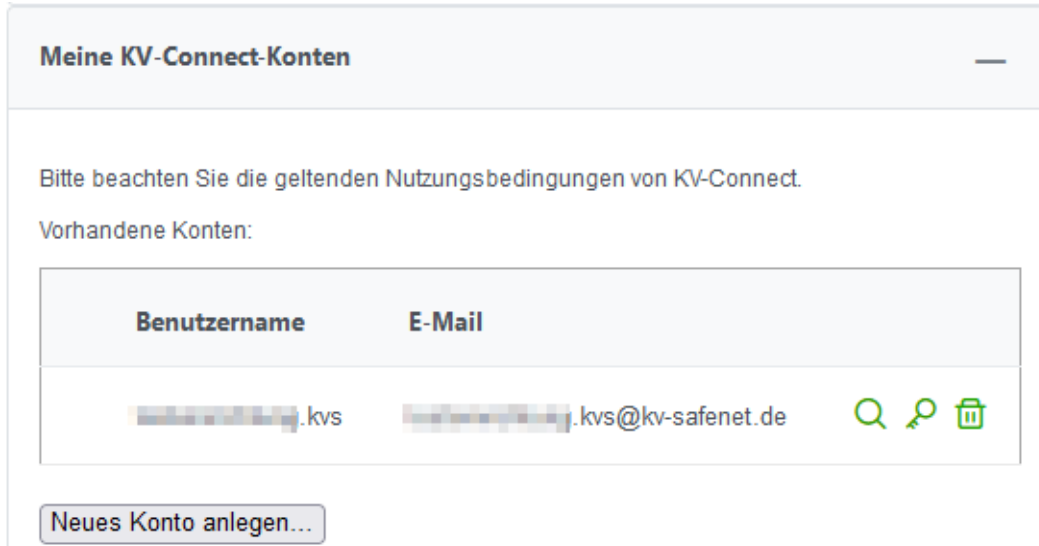 Meine KV-Connect-Konten
Bitte beachten Sie die geltenden Nutzungsbedingungen von KV-Connect.
Vorhandene Konten:
Benutzername E-Mail
.kvs .kvs@kv-safenet.de
Neues Konto anlegen...